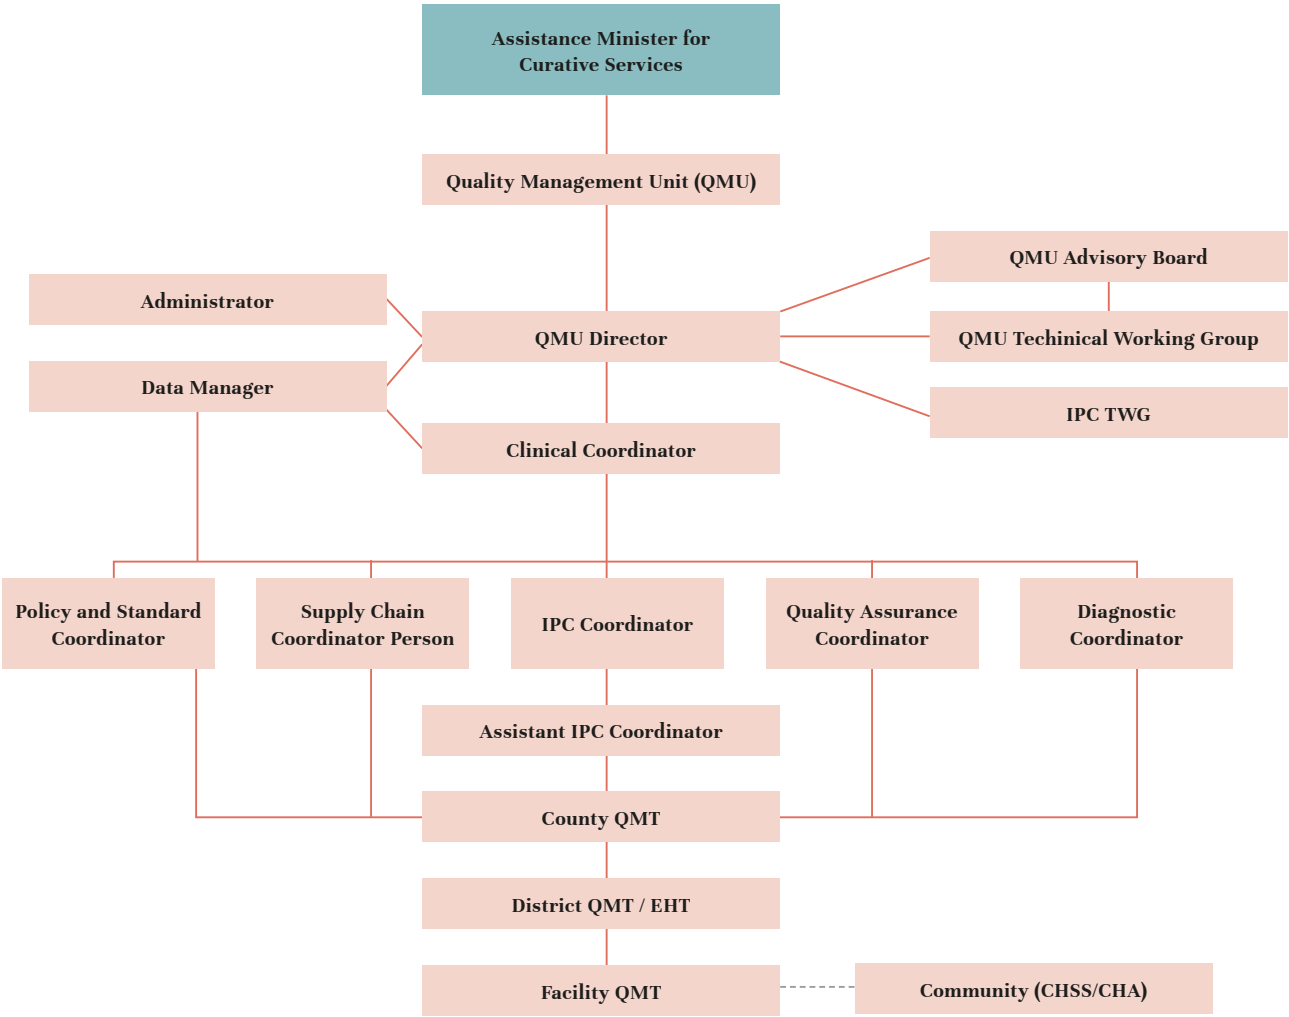 Assistance Minister for
Curative Services
Quality Management Unit (QMU)
QMU Advisory Board
Administrator
QMU Director
QMU Techinical Working Group
Data Manager
IPC TWG
Clinical Coordinator
Policy and Standard
Coordinator
Supply Chain
Coordinator Person
IPC Coordinator
Quality Assurance
Coordinator
Diagnostic
Coordinator
Assistant IPC Coordinator
County QMT
District QMT / EHT
Facility QMT
Community (CHSS/CHA)